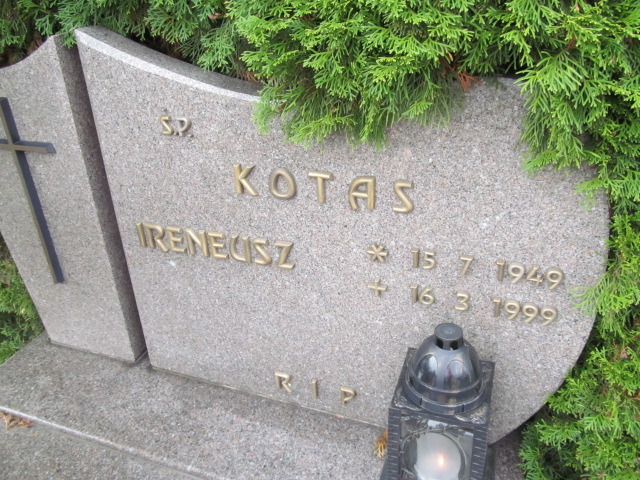 Ś.P.
KOTAS
IRENEUSZ
* 15 7 1949
+ 16 3 1999
R I P